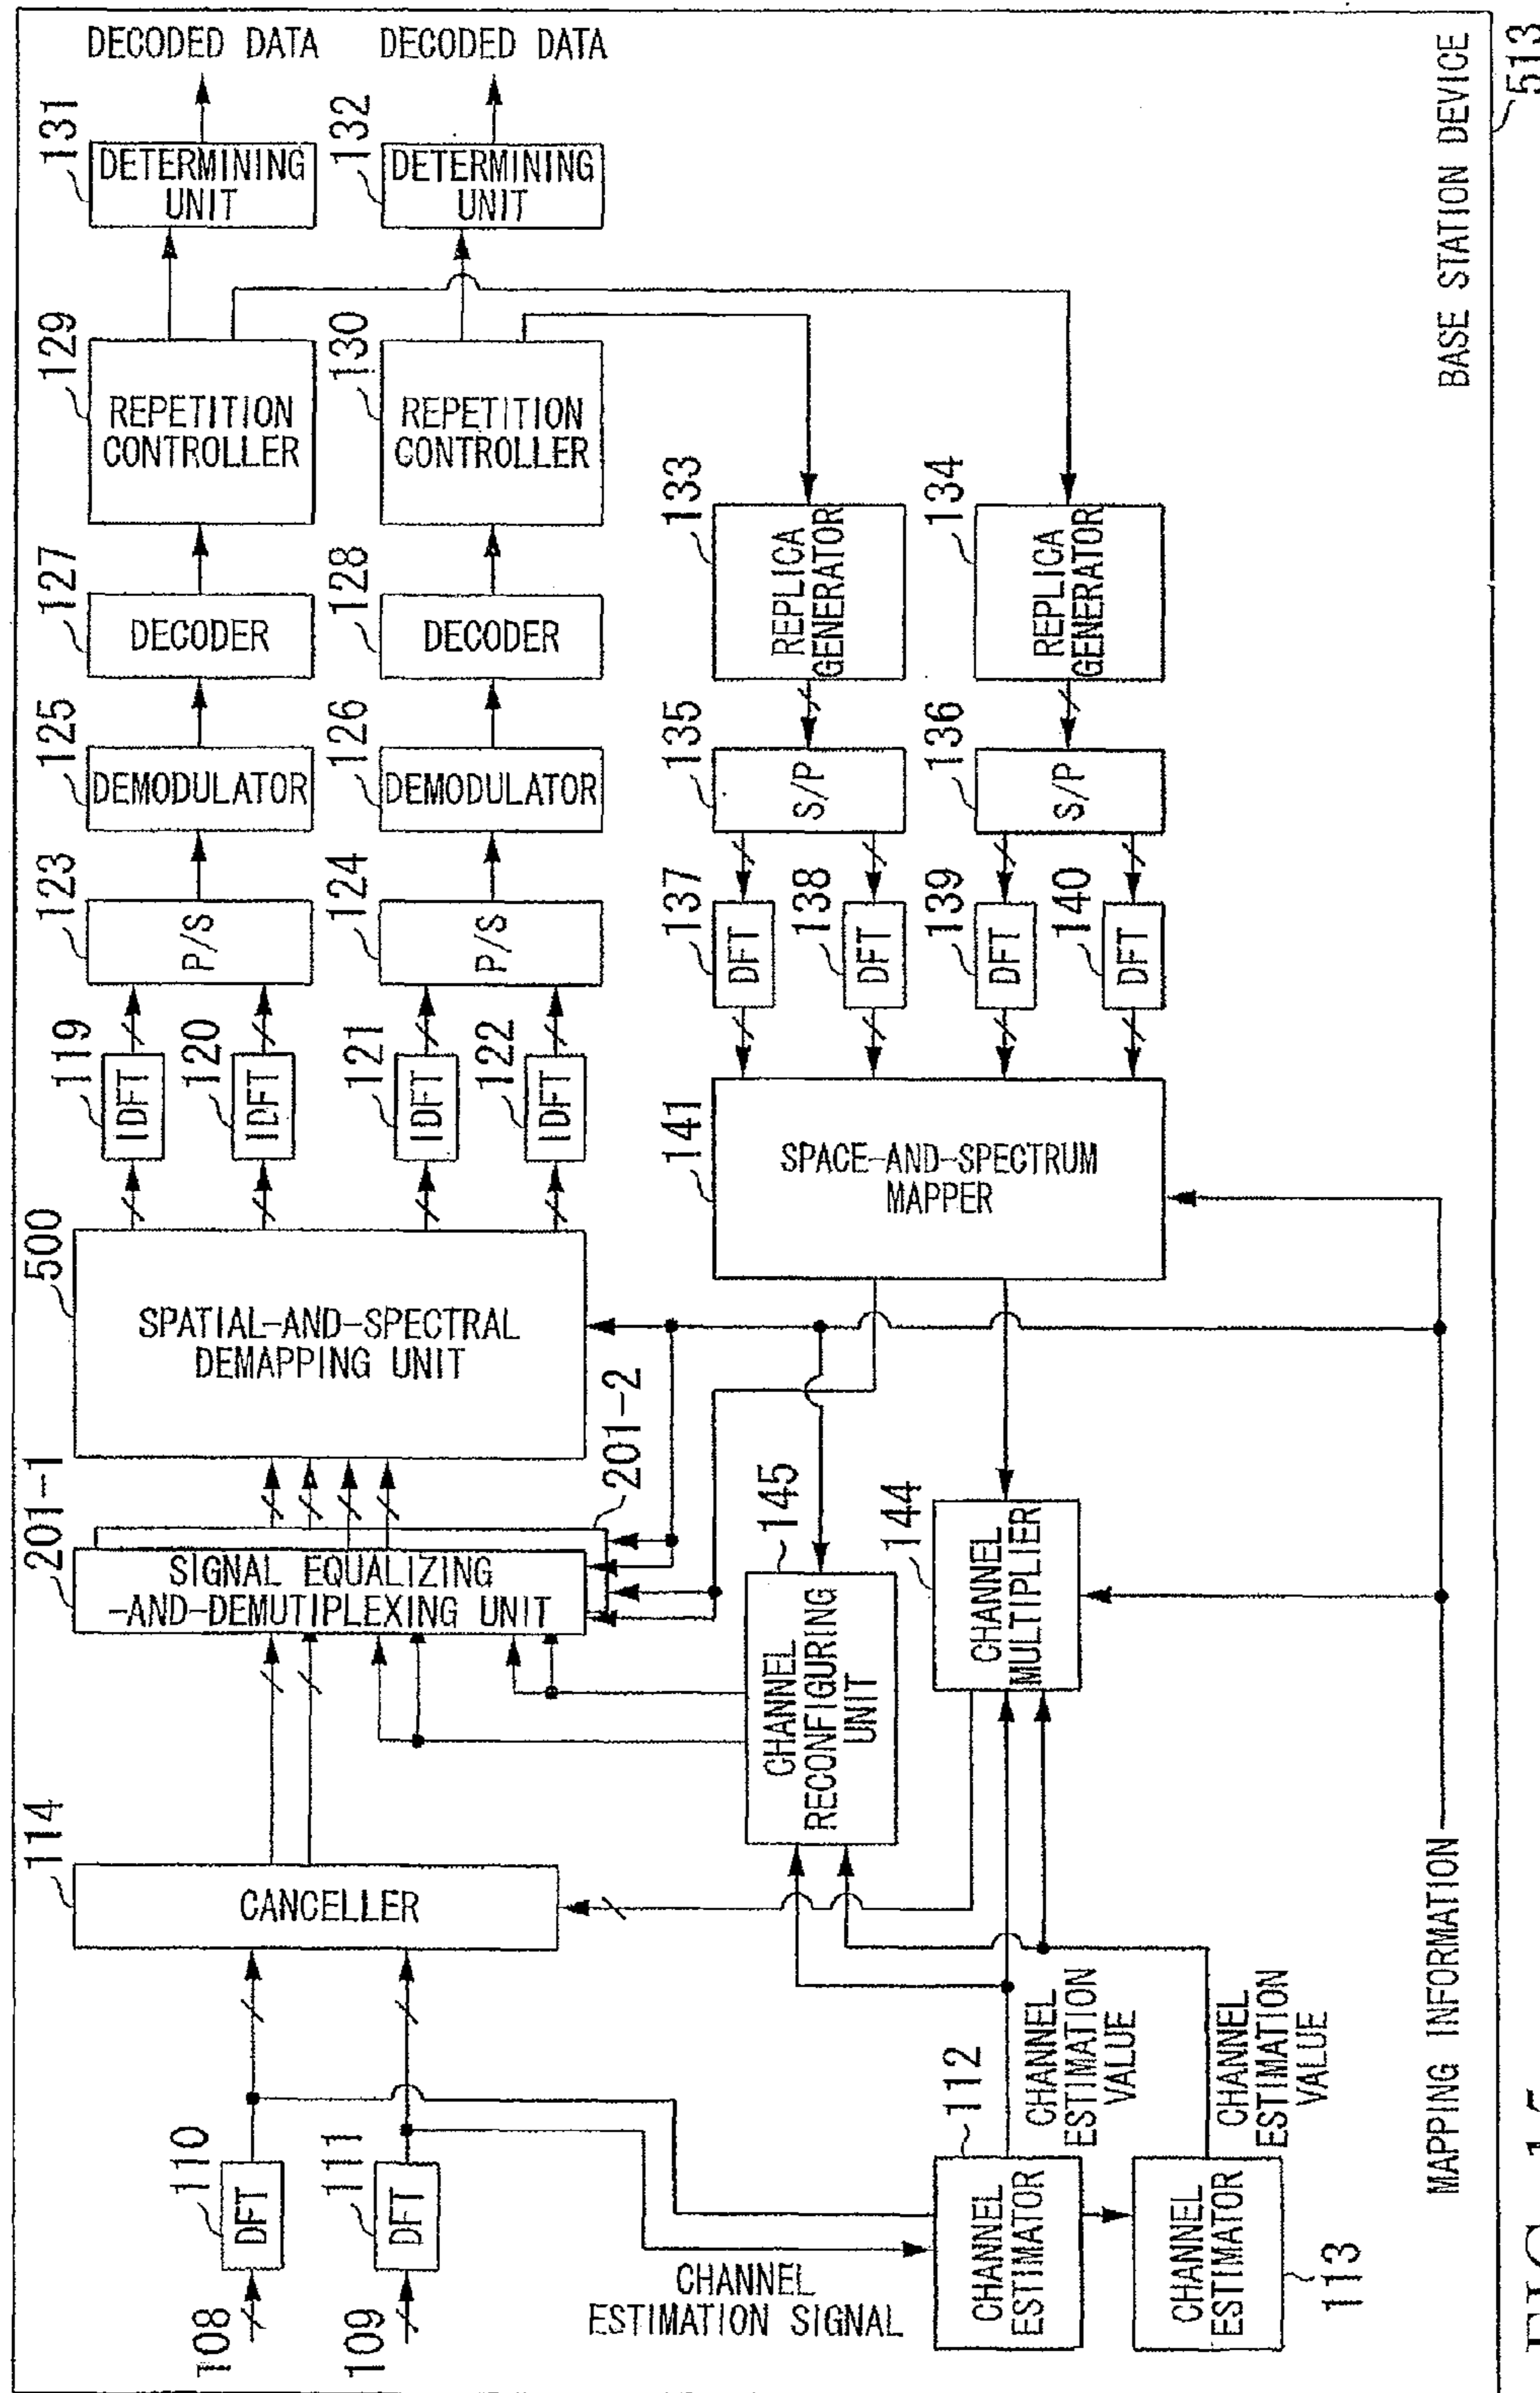 108
109
110
DFT
111
DFT
CHANNEL
ESTIMATION SIGNAL
112
CHANNEL
ESTIMATOR
113
CHANNEL
ESTIMATOR
CHANNEL
ESTIMATION
VALUE
CHANNEL
ESTIMATION
VALUE
MAPPING INFORMATION
114
CANCELLER
145
CHANNEL
RECONFIGURING
UNIT
144
CHANNEL
MULTIPLIER
201-1
201-2
SIGNAL EQUALIZING
-AND-DEMUTIPLEXING UNIT
500
SPATIAL-AND-SPECTRAL
DEMAPPING UNIT
141
SPACE-AND-SPECTRUM
MAPPER
119
IDFT
120
IDFT
121
IDFT
122
IDFT
123
P/S
124
P/S
125
DEMODULATOR
126
DEMODULATOR
127
DECODER
128
DECODER
129
REPETITION
CONTROLLER
130
REPETITION
CONTROLLER
131
DETERMINING
UNIT
132
DETERMINING
UNIT
DECODED DATA
DECODED DATA
133
REPLICA
GENERATOR
134
REPLICA
GENERATOR
135
S/P
136
S/P
137
DFT
138
DFT
139
DFT
140
DFT
BASE STATION DEVICE
513